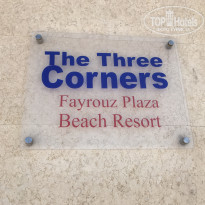 The Three
Corners
Fayrouz Plaza
Beach Resort